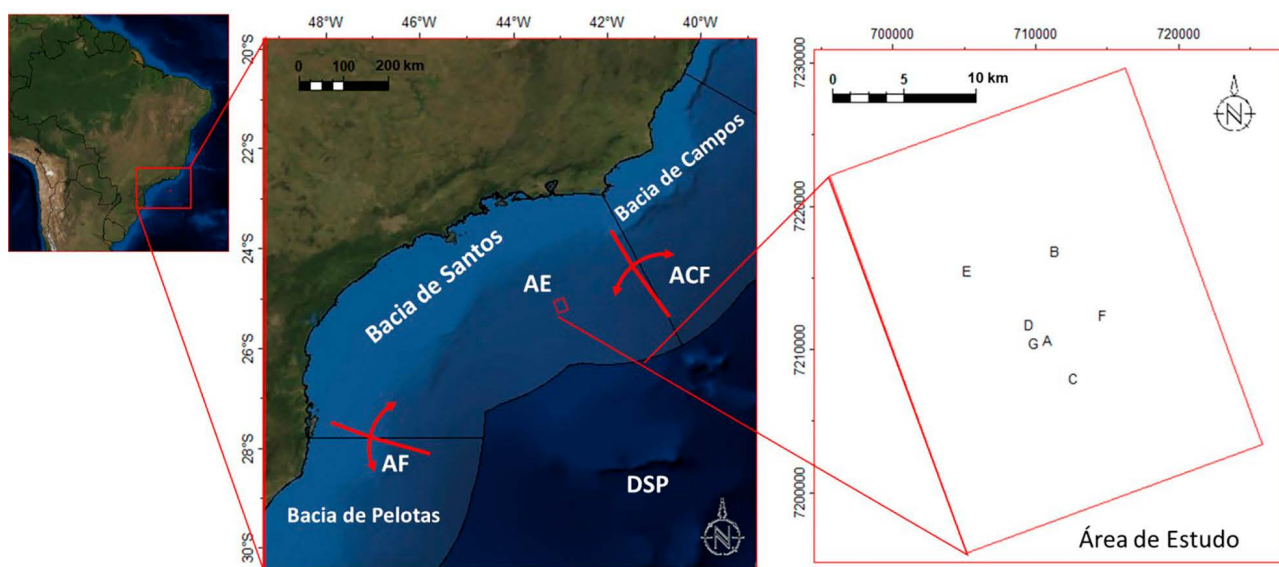 48°W 46°W 44°W 42°W 40°W
20°S
22°S
24°S
26°S
28°S
30°S
0 100 200 km
Bacia de Campos
Bacia de Santos
AE
ACF
AF
DSP
Bacia de Pelotas
N
700000 710000 720000
7230000
7220000
7210000
7200000
0 5 10 km
N
B
E
F
D
A
G
C
Área de Estudo